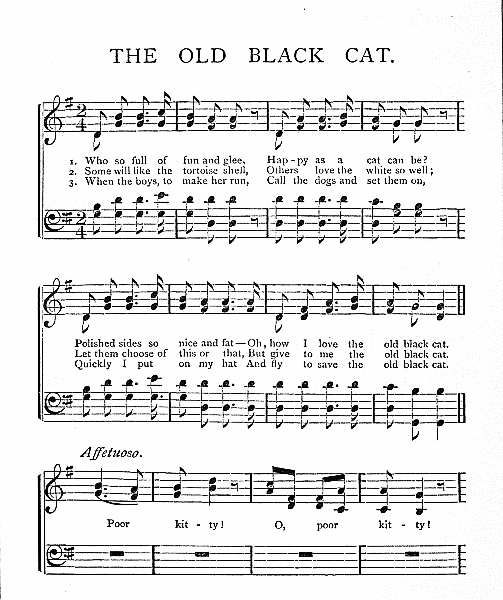 THE OLD BLACK CAT.
1. Who so full of fun and glee, Hap-py as a cat can be?
2. Some will like the tortoise shell, Others love the white so well;
3. When the boys, to make her run, Call the dogs and set them on,
Polished sides so nice and fat—Oh, how I love the old black cat.
Let them choose of this or that, But give to me the old black cat.
Quickly I put on my hat And fly to save the old black cat.
Affetuoso.
Poor kit - ty! O, poor kit - ty!